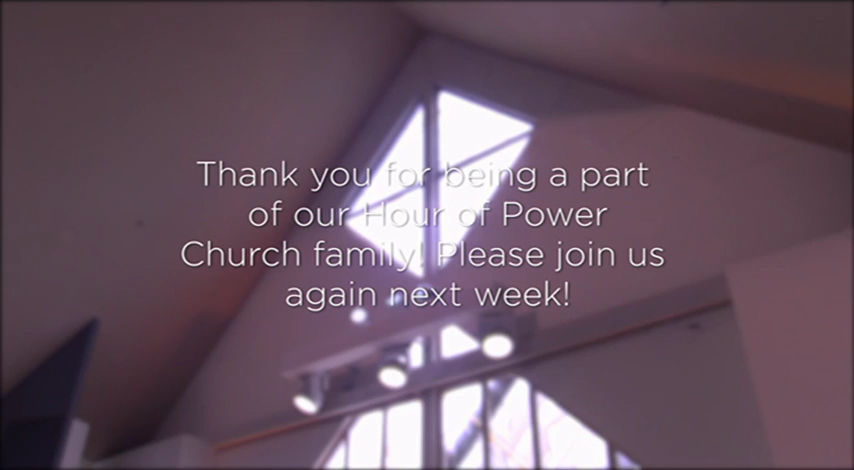 Thank you for being a part
of our Hour of Power
Church family! Please join us
again next week!